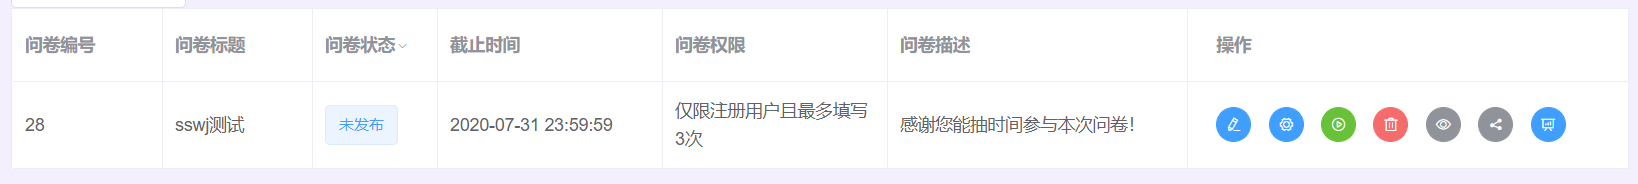 问卷编号 问卷标题 问卷状态 截止时间 问卷权限 问卷描述 操作
28 sswj测试 未发布 2020-07-31 23:59:59 仅限注册用户且最多填写 感谢您能抽时间参与本次问卷!
3次